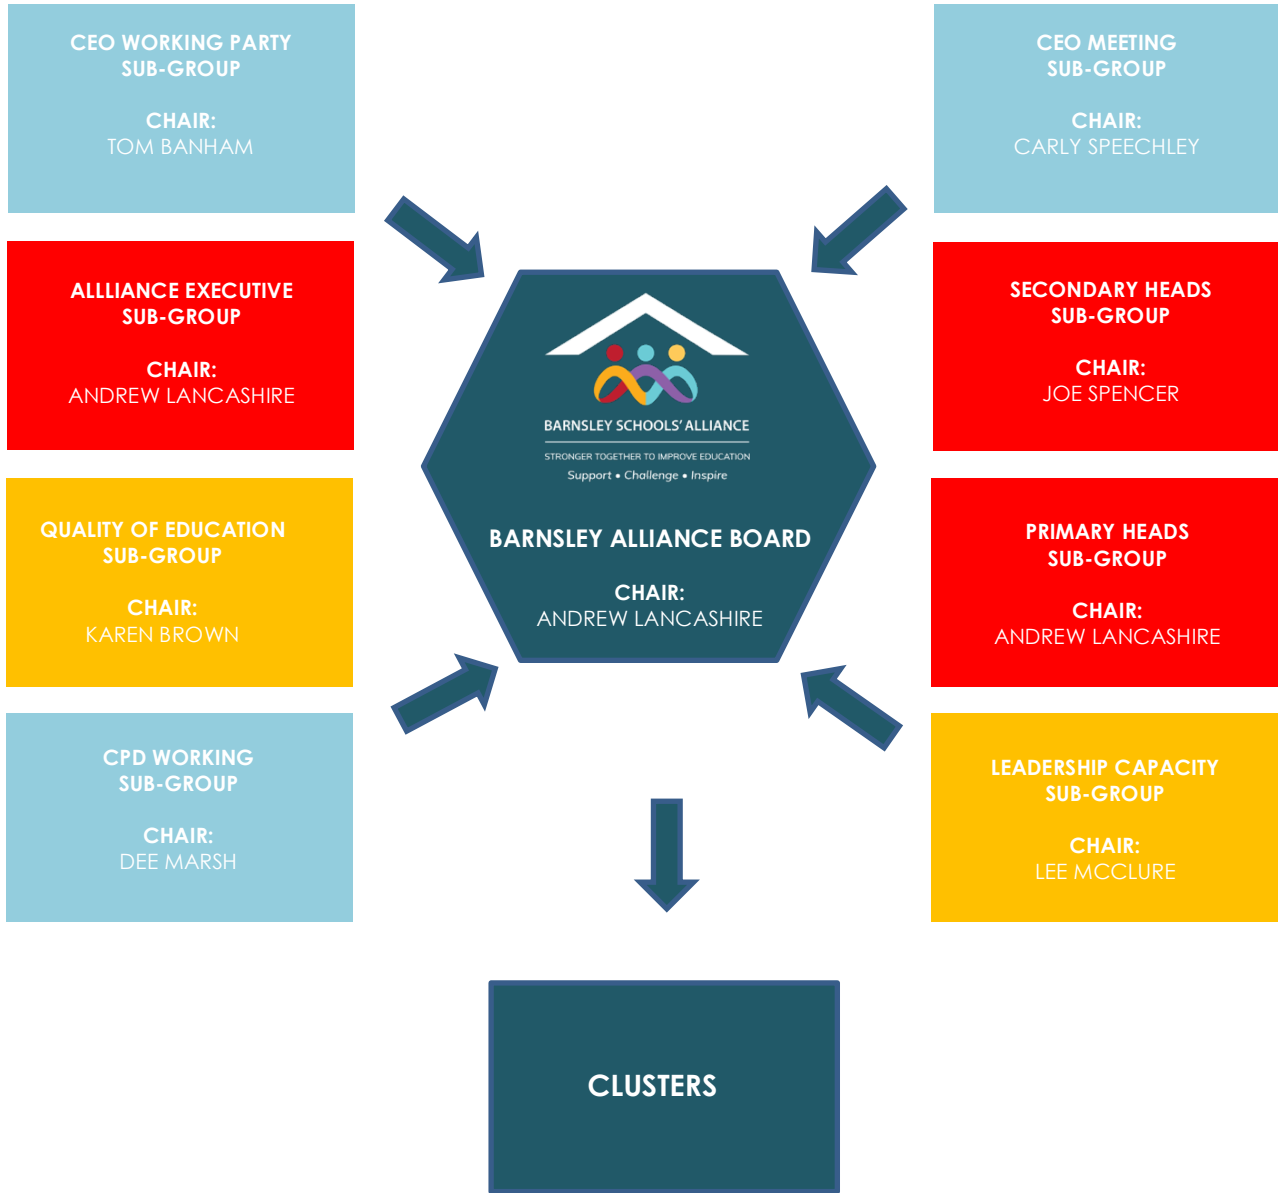 CEO WORKING PARTY
SUB-GROUP
CHAIR:
TOM BANHAM
CEO MEETING
SUB-GROUP
CHAIR:
CARLY SPEECHLEY
ALLLIANCE EXECUTIVE
SUB-GROUP
CHAIR:
ANDREW LANCASHIRE
SECONDARY HEADS
SUB-GROUP
CHAIR:
JOE SPENCER
BARNSLEY SCHOOLS' ALLIANCE
STRONGER TOGETHER TO IMPROVE EDUCATION
Support • Challenge • Inspire
BARNSLEY ALLIANCE BOARD
CHAIR:
ANDREW LANCASHIRE
QUALITY OF EDUCATION
SUB-GROUP
CHAIR:
KAREN BROWN
PRIMARY HEADS
SUB-GROUP
CHAIR:
ANDREW LANCASHIRE
CPD WORKING
SUB-GROUP
CHAIR:
DEE MARSH
LEADERSHIP CAPACITY
SUB-GROUP
CHAIR:
LEE MCCLURE
CLUSTERS